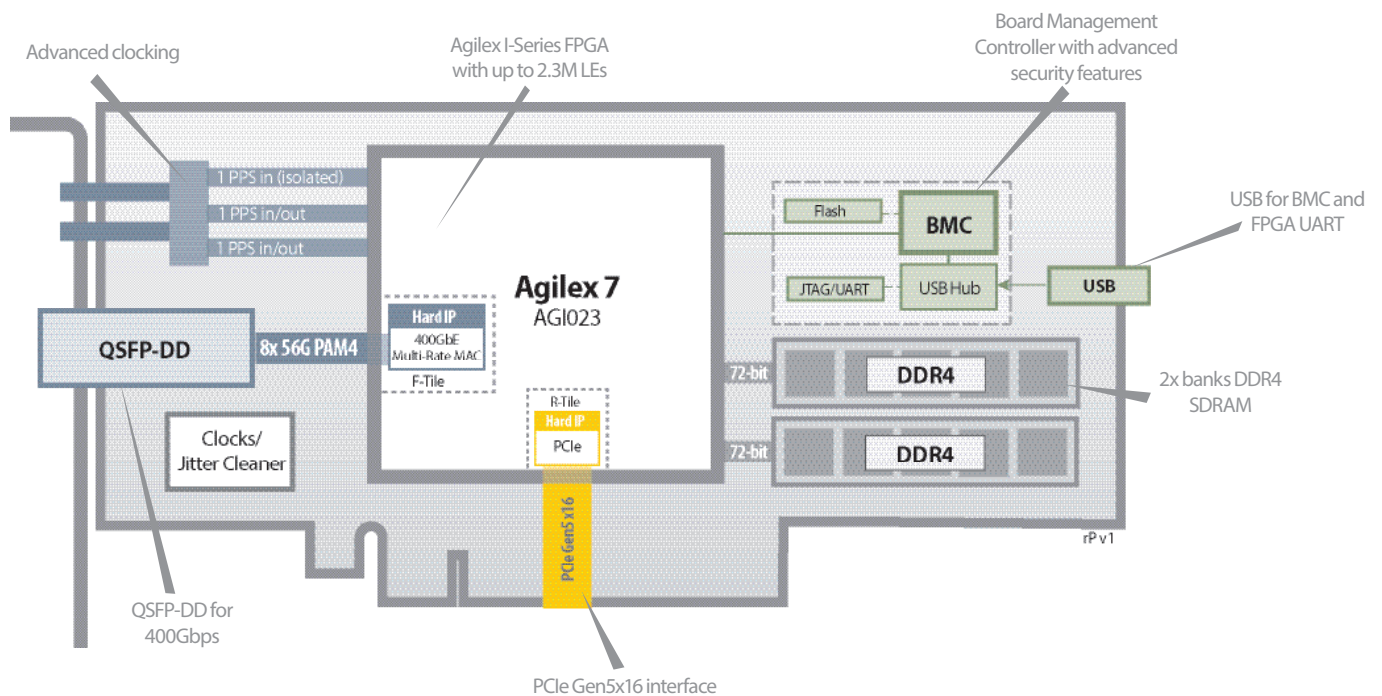 Advanced clocking
Agilex I-Series FPGA
with up to 2.3M LEs
Board Management
Controller with advanced
security features
1 PPS in (isolated)
1 PPS in/out
1 PPS in/out
Flash
BMC
JTAG/UART
USB Hub
USB
USB for BMC and
FPGA UART
Agilex 7
AGI023
QSFP-DD
8x 56G PAM4
Hard IP
400GbE
Multi-Rate MAC
F-Tile
R-Tile
Hard IP
PCIe
72-bit
DDR4
2x banks DDR4
SDRAM
72-bit
DDR4
Clocks/
Jitter Cleaner
PCIe Gen5 x16
rP v1
QSFP-DD for
400Gbps
PCIe Gen5x16 interface